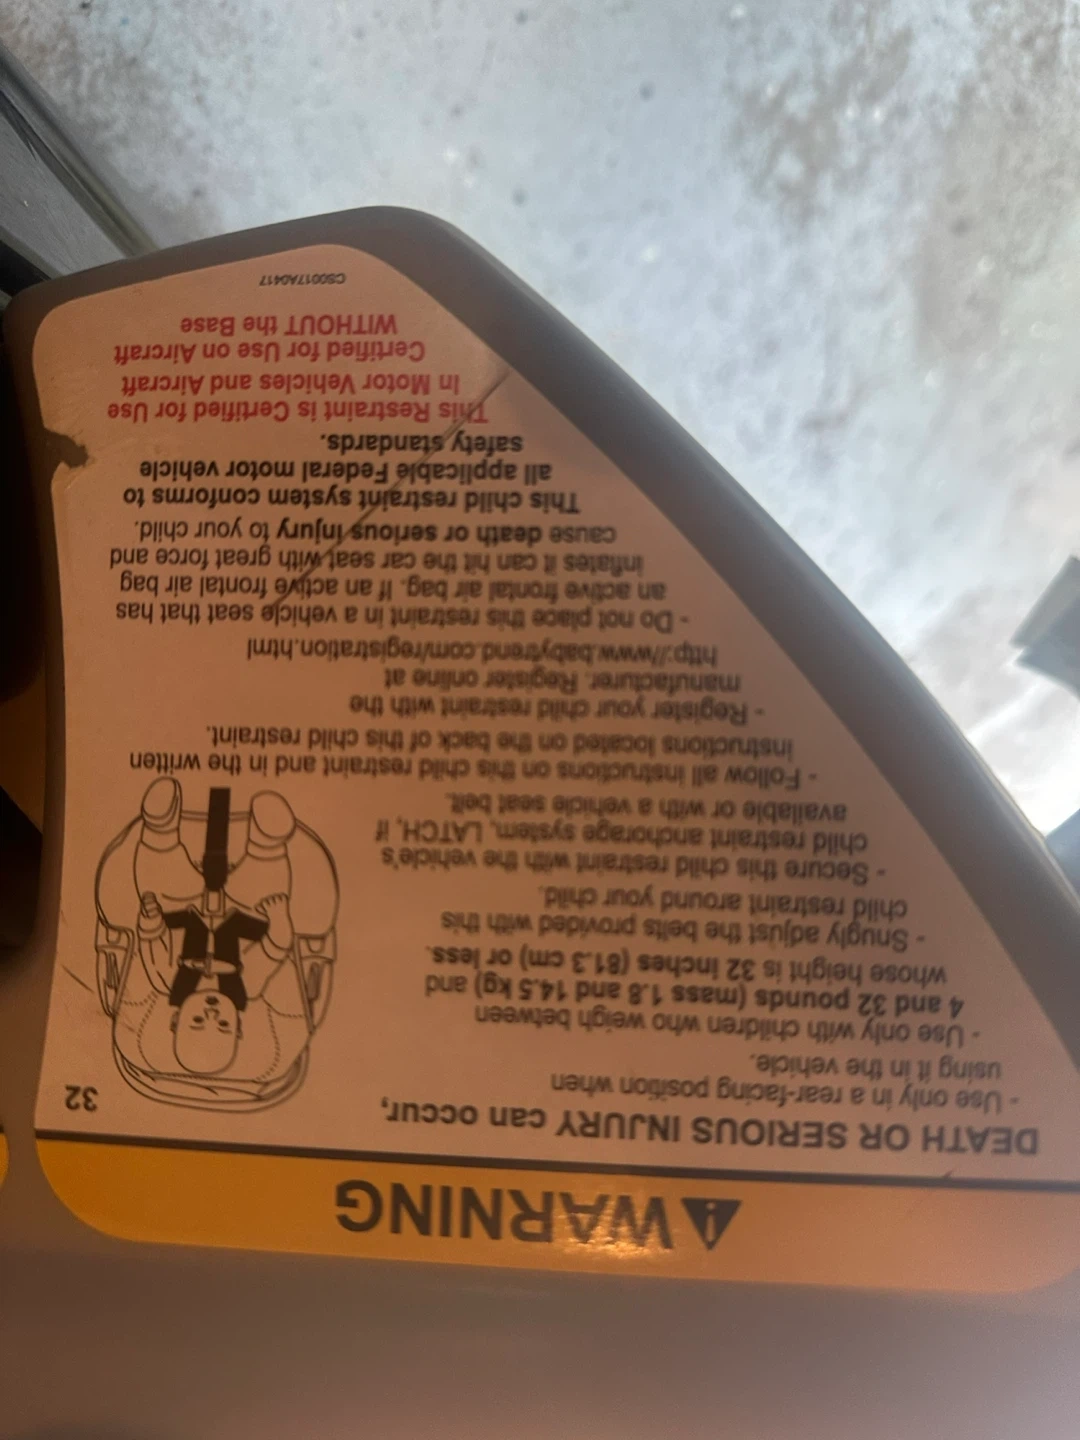 ⚠ WARNING
DEATH OR SERIOUS INJURY can occur,
32
- Use only in a rear-facing position when
using it in the vehicle.
- Use only with children who weigh between
4 and 32 pounds (mass 1.8 and 14.5 kg) and
whose height is 32 inches (81.3 cm) or less.
- Snugly adjust the belts provided with this
child restraint around your child.
- Secure this child restraint with the vehicle's
child restraint anchorage system, LATCH, if
available or with a vehicle seat belt.
- Follow all instructions on this child restraint and in the written
instructions located on the back of this child restraint.
- Register your child restraint with the
manufacturer. Register online at
http://www.babytrend.com/registration.html
- Do not place this restraint in a vehicle seat that has
an active frontal air bag. If an active frontal air bag
inflates it can hit the car seat with great force and
cause death or serious injury to your child.
This child restraint system conforms to
all applicable Federal motor vehicle
safety standards.
This Restraint is Certified for Use
In Motor Vehicles and Aircraft
Certified for Use on Aircraft
WITHOUT the Base
CS0017A0417